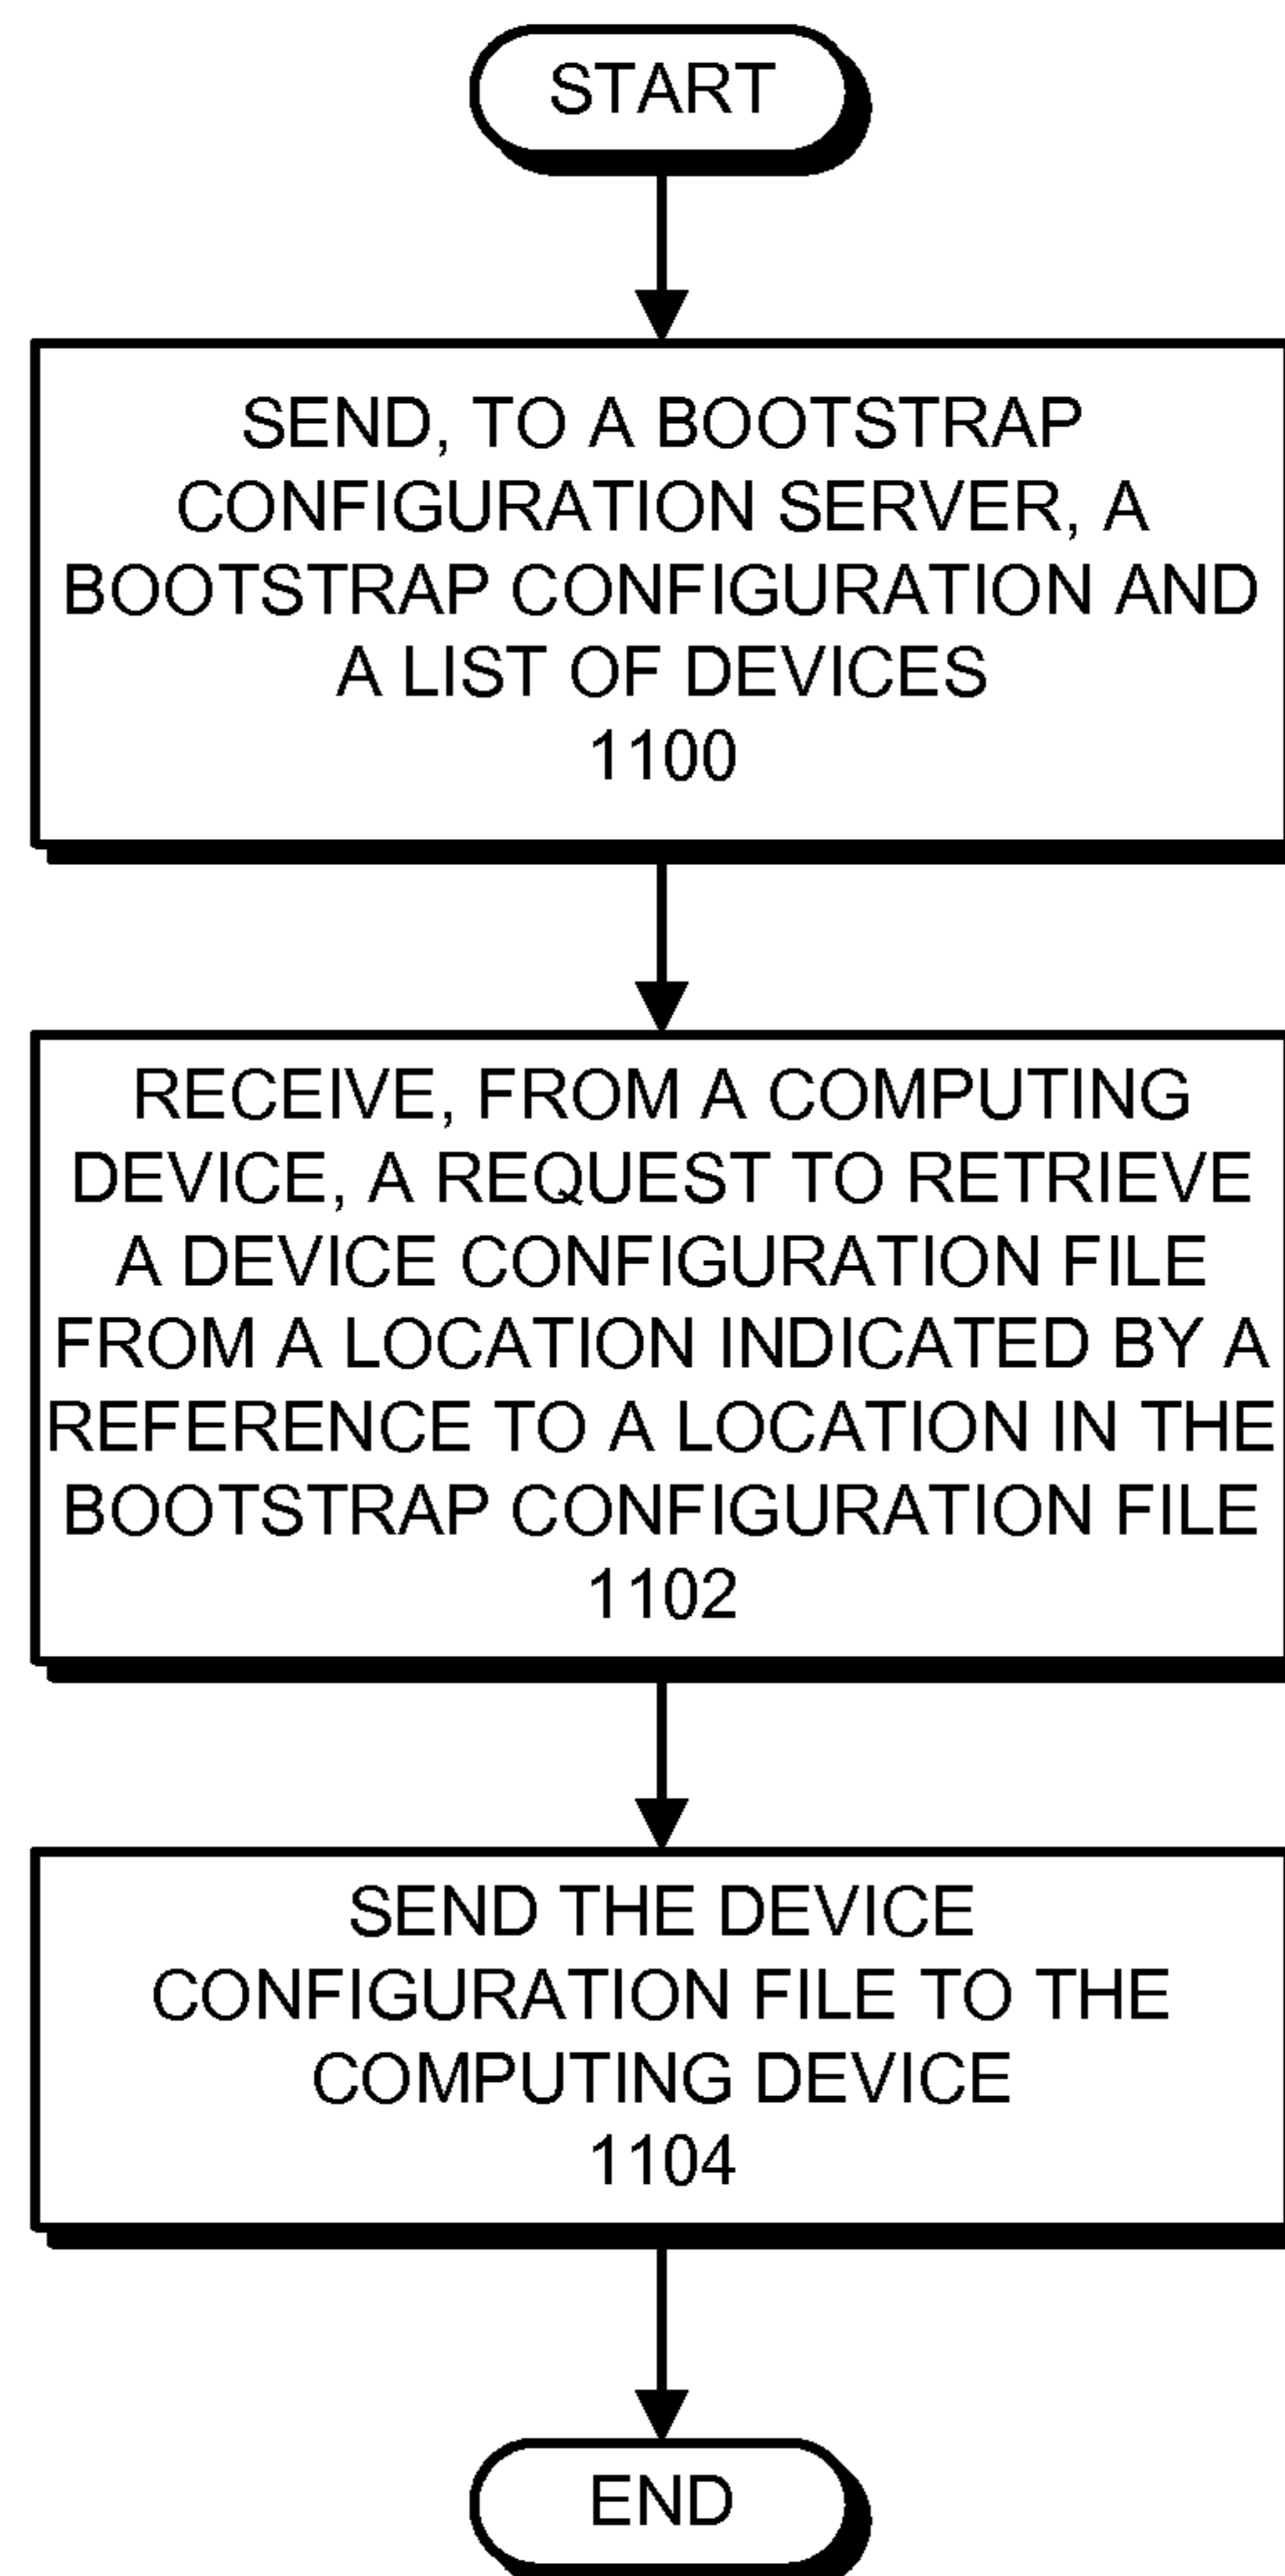 START
SEND, TO A BOOTSTRAP
CONFIGURATION SERVER, A
BOOTSTRAP CONFIGURATION AND
A LIST OF DEVICES
1100
RECEIVE, FROM A COMPUTING
DEVICE, A REQUEST TO RETRIEVE
A DEVICE CONFIGURATION FILE
FROM A LOCATION INDICATED BY A
REFERENCE TO A LOCATION IN THE
BOOTSTRAP CONFIGURATION FILE
1102
SEND THE DEVICE
CONFIGURATION FILE TO THE
COMPUTING DEVICE
1104
END